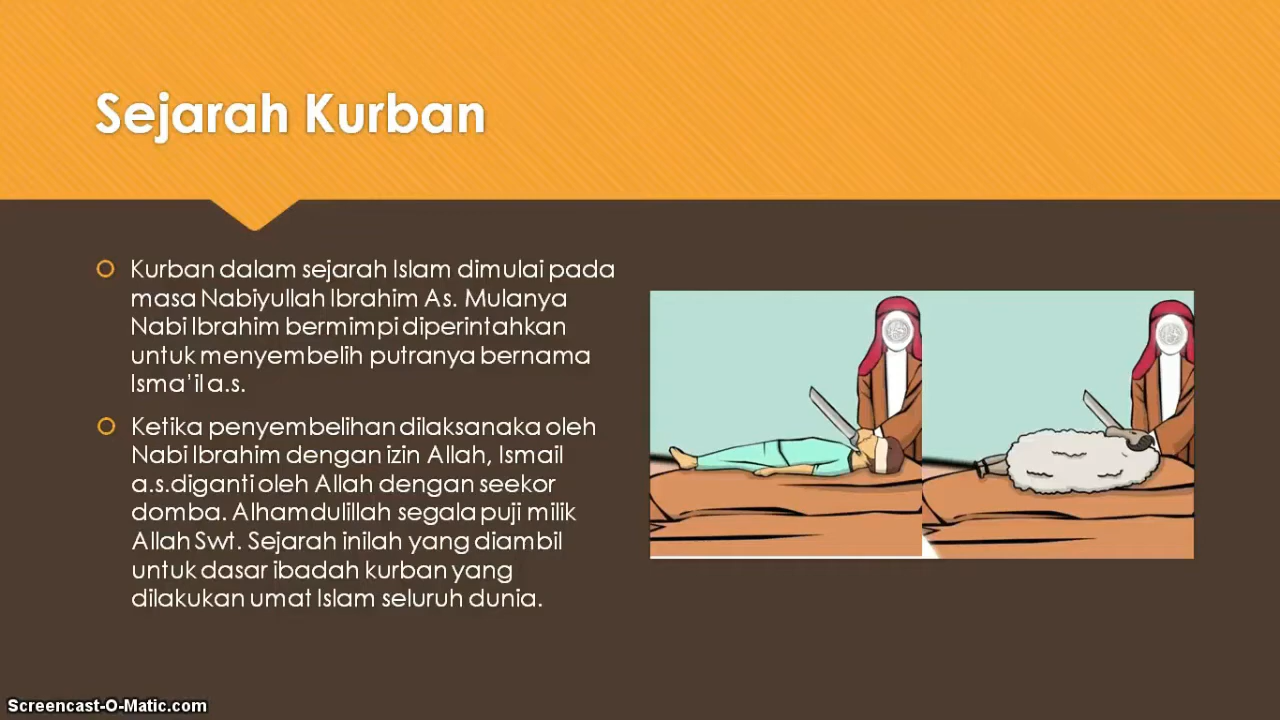 Sejarah Kurban
Kurban dalam sejarah Islam dimulai pada
masa Nabiyullah Ibrahim As. Mulanya
Nabi Ibrahim bermimpi diperintahkan
untuk menyembelih putranya bernama
Isma'il a.s.
Ketika penyembelihan dilaksanaka oleh
Nabi Ibrahim dengan izin Allah, Ismail
a.s.diganti oleh Allah dengan seekor
domba. Alhamdulillah segala puji milik
Allah Swt. Sejarah inilah yang diambil
untuk dasar ibadah kurban yang
dilakukan umat Islam seluruh dunia.
Screencast-O-Matic.com